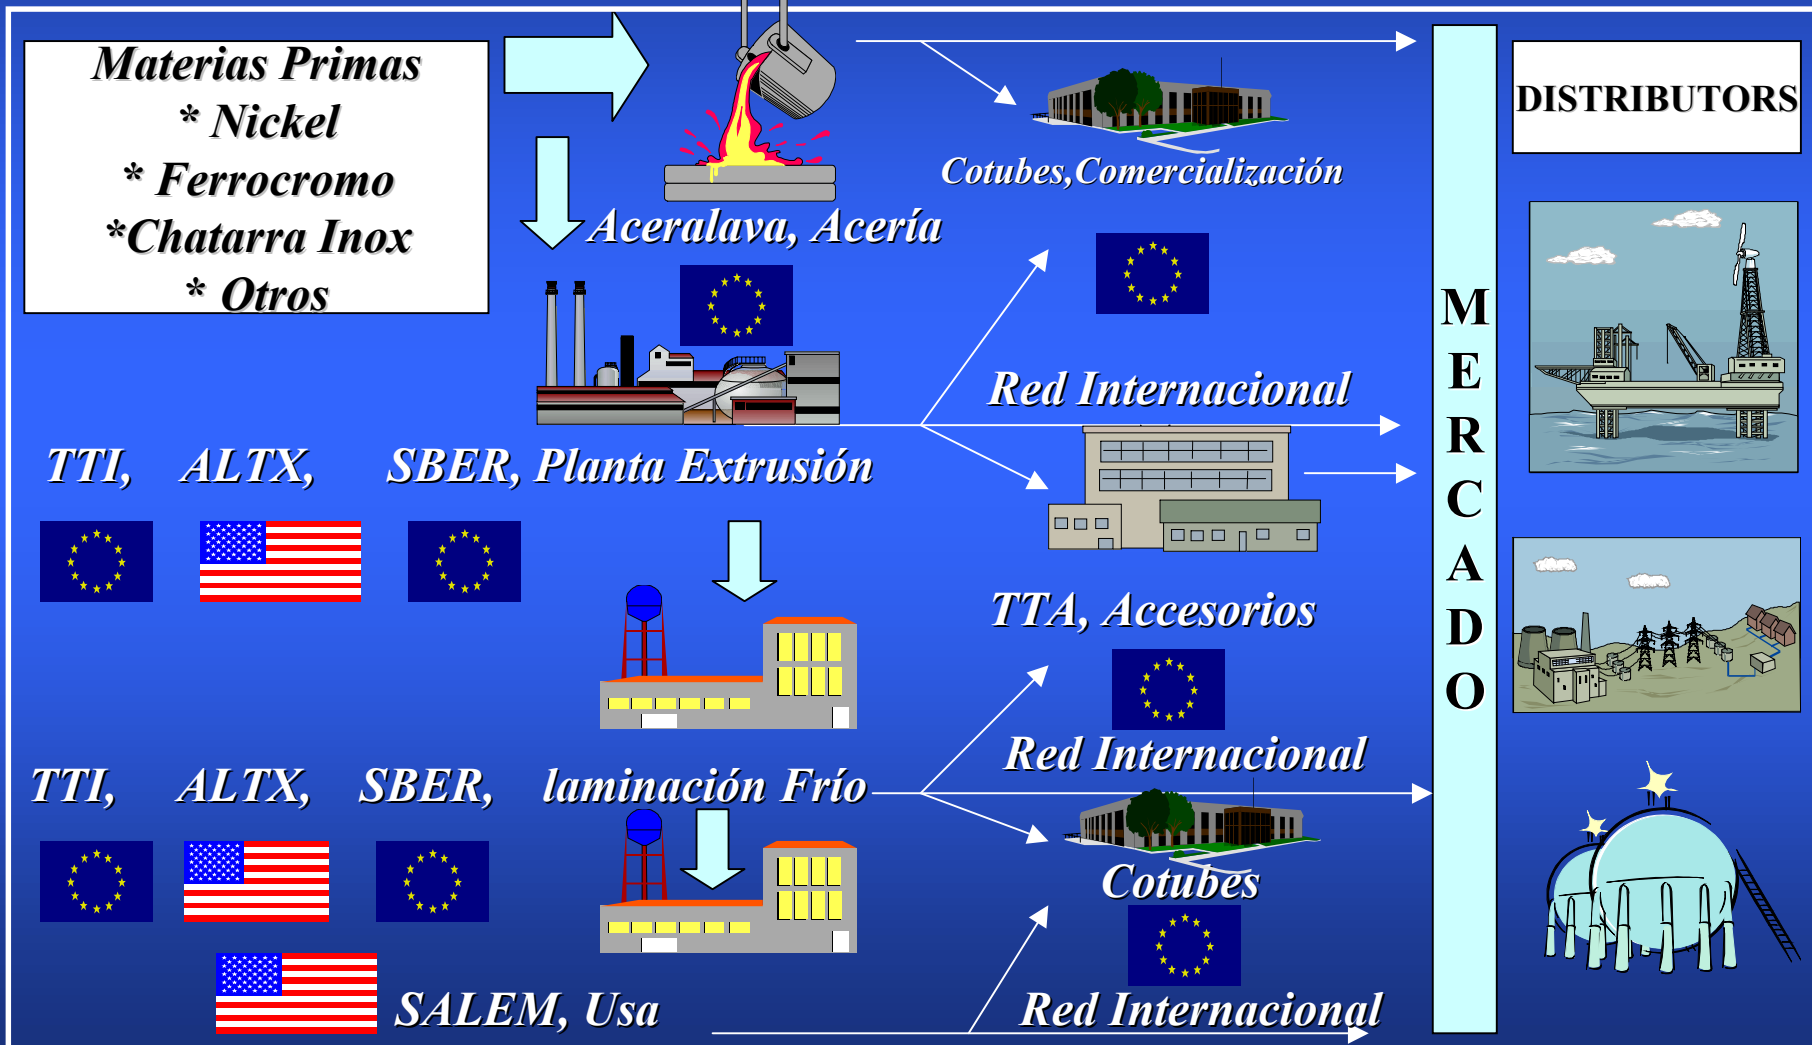 Materias Primas
* Nickel
* Ferrocromo
*Chatarra Inox
* Otros
DISTRIBUTORS
Cotubes,Comercialización
Aceralava, Acería
Red Internacional
TTI, ALTX, SBER, Planta Extrusión
TTA, Accesorios
Red Internacional
TTI, ALTX, SBER, laminación Frío
Cotubes
SALEM, Usa
Red Internacional
M
E
R
C
A
D
O